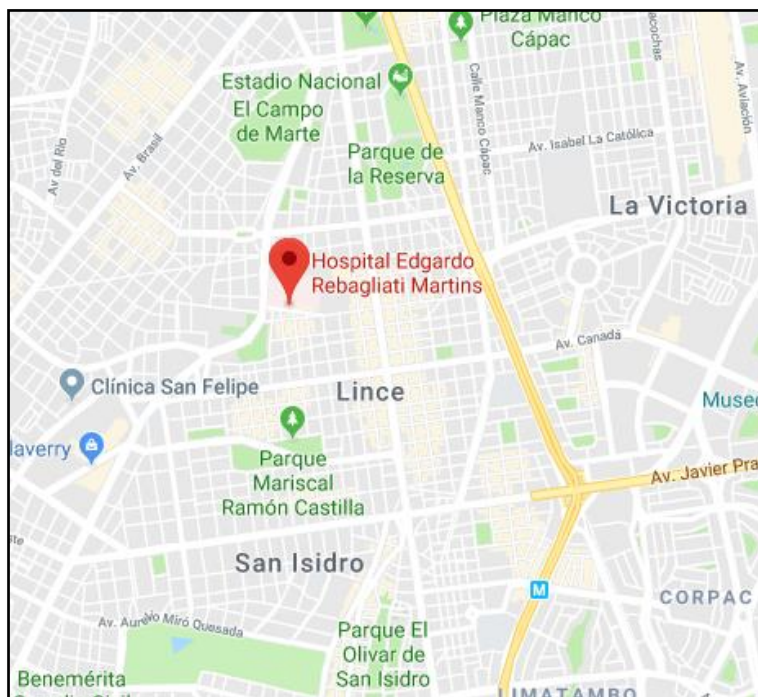 Plaza Manco
Cápac
Estadio Nacional
El Campo
de Marte
Av. Brasil
Av del Río
Calle Manco Cápac
Av. Aviación
Av. Isabel La Católica
Parque de
la Reserva
La Victoria
Hospital Edgardo
Rebagliati Martins
Av. Canadá
Clínica San Felipe
Lince
Museo
laverry
Parque
Mariscal
Ramón Castilla
Av. Javier Pra
San Isidro
M
CORPAC
Miró Quesada
Parque El
Olivar de
San Isidro
Benemérita
LIMATAMBO